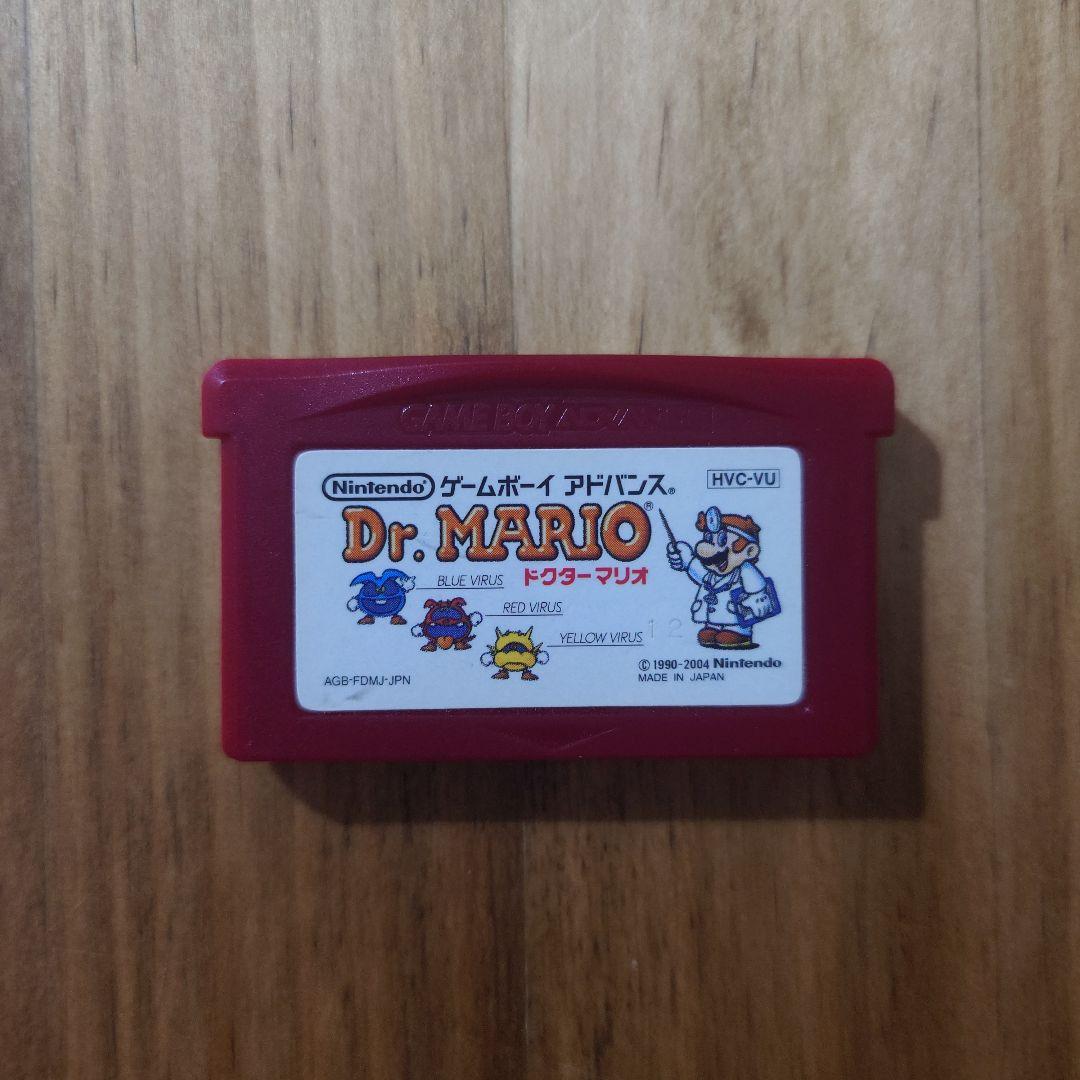 GAME BOY ADVANCE
Nintendo® ゲームボーイ アドバンス®
HVC-VU
Dr. MARIO®
ドクターマリオ
BLUE VIRUS
RED VIRUS
YELLOW VIRUS
12
© 1990-2004 Nintendo
MADE IN JAPAN
AGB-FDMJ-JPN